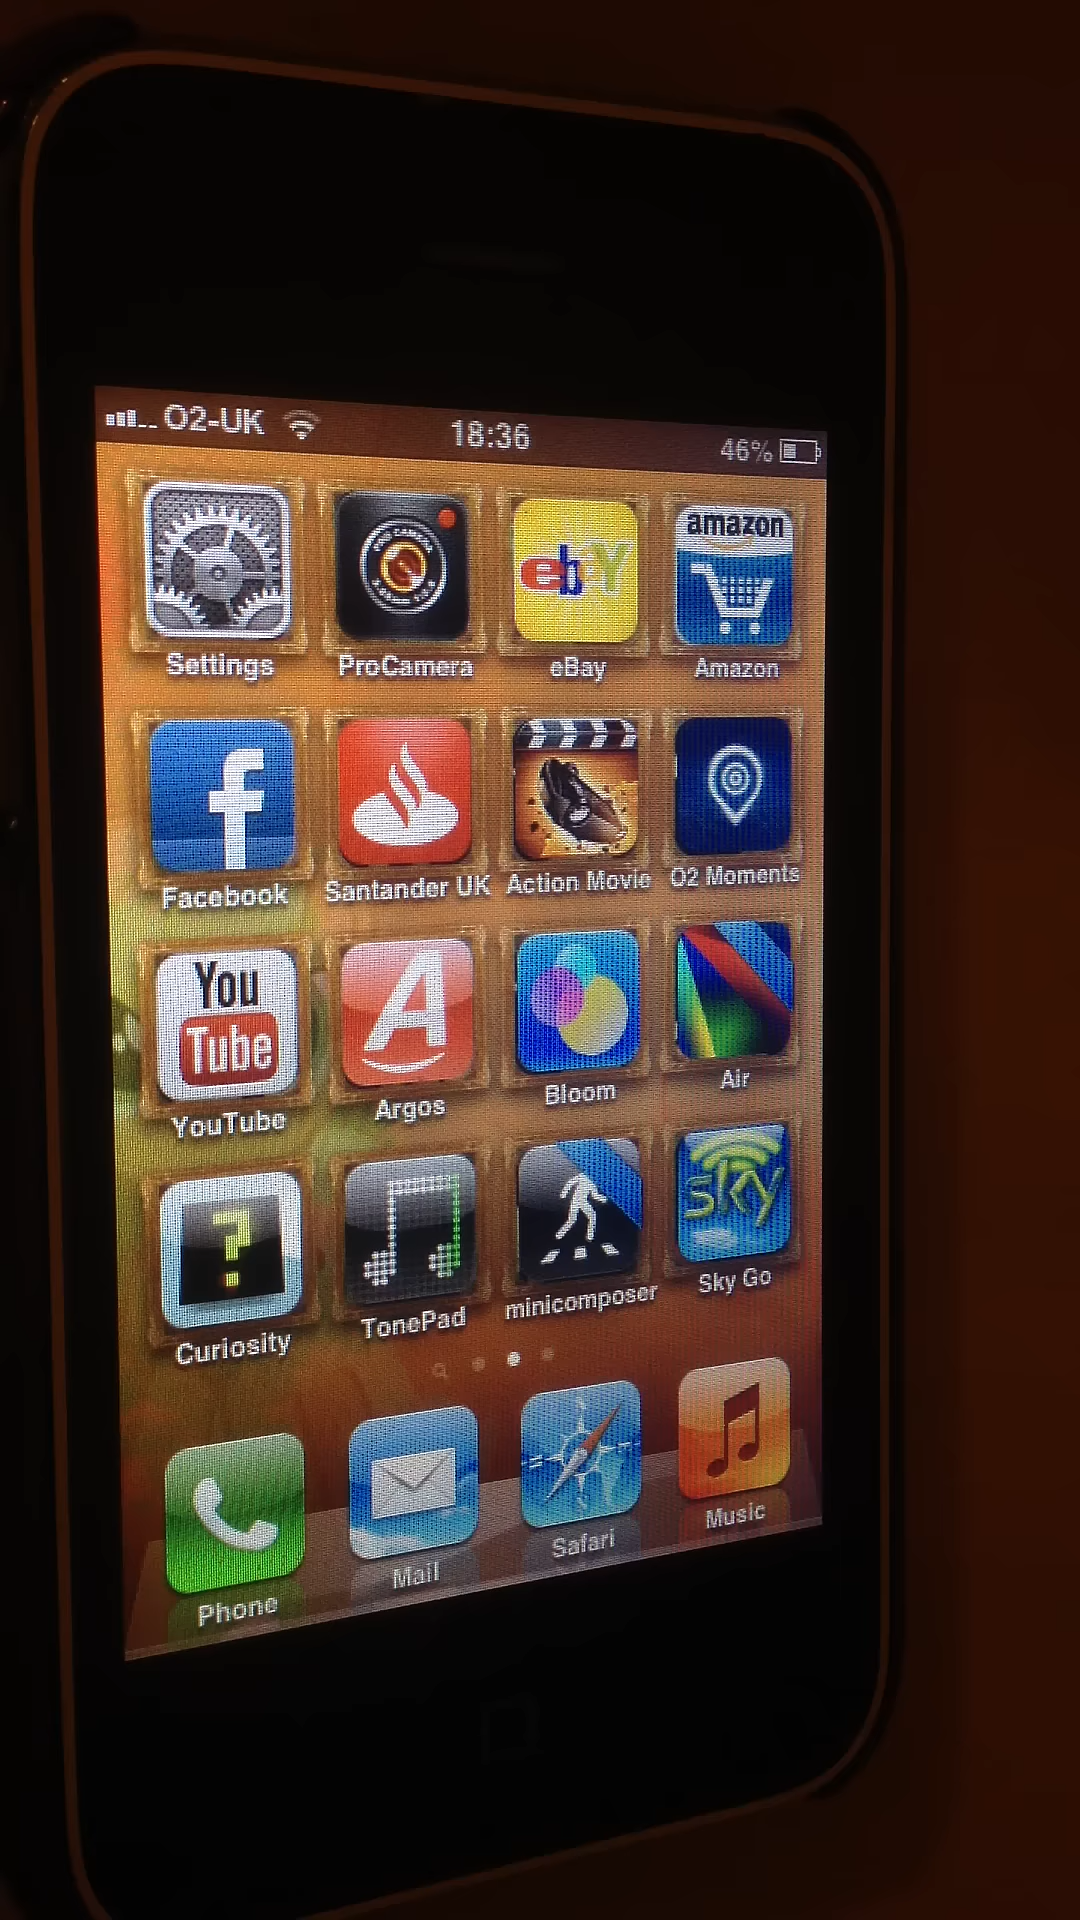 O2-UK 18:36 46%
amazon
Settings ProCamera eBay Amazon
f
Facebook Santander UK Action Movie O2 Moments
You
Tube A
YouTube Argos Bloom Air
? sky
Curiosity TonePad minicomposer Sky Go
Phone Mail Safari Music